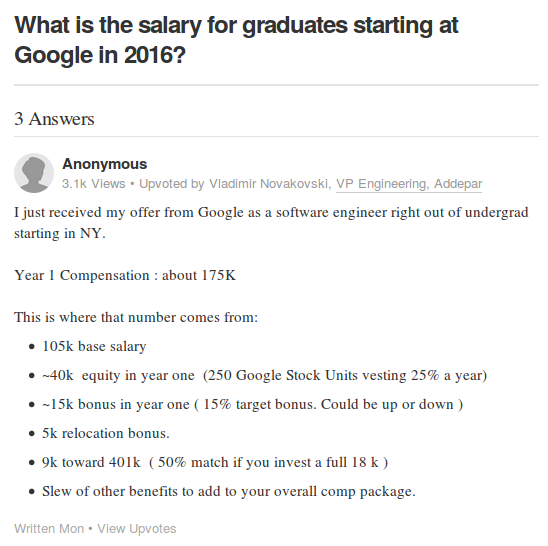 What is the salary for graduates starting at
Google in 2016?
3 Answers
Anonymous
3.1k Views • Upvoted by Vladimir Novakovski, VP Engineering, Addepar
I just received my offer from Google as a software engineer right out of undergrad
starting in NY.
Year 1 Compensation : about 175K
This is where that number comes from:
• 105k base salary
• ~40k  equity in year one  (250 Google Stock Units vesting 25% a year)
• ~15k bonus in year one ( 15% target bonus. Could be up or down )
• 5k relocation bonus.
• 9k toward 401k  ( 50% match if you invest a full 18 k )
• Slew of other benefits to add to your overall comp package.
Written Mon • View Upvotes